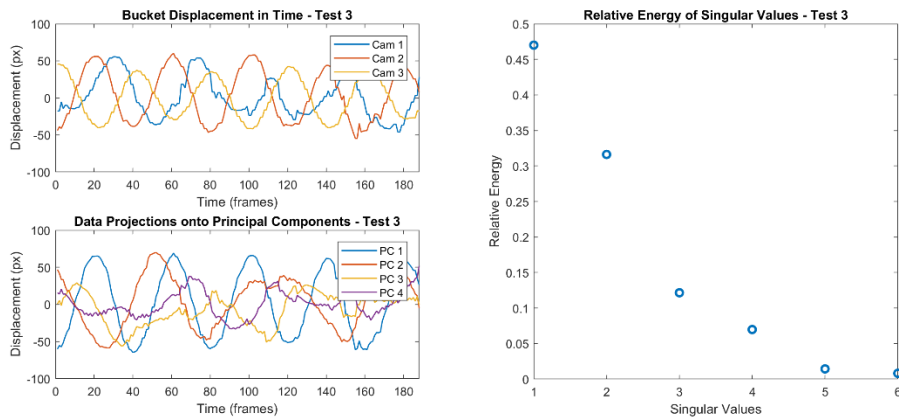 Bucket Displacement in Time - Test 3
Displacement (px)
100
50
0
-50
-100
Cam 1
Cam 2
Cam 3
0 20 40 60 80 100 120 140 160 180
Time (frames)
Data Projections onto Principal Components - Test 3
Displacement (px)
100
50
0
-50
-100
PC 1
PC 2
PC 3
PC 4
0 20 40 60 80 100 120 140 160 180
Time (frames)
Relative Energy of Singular Values - Test 3
Relative Energy
0.5
0.45
0.4
0.35
0.3
0.25
0.2
0.15
0.1
0.05
0
1 2 3 4 5 6
Singular Values